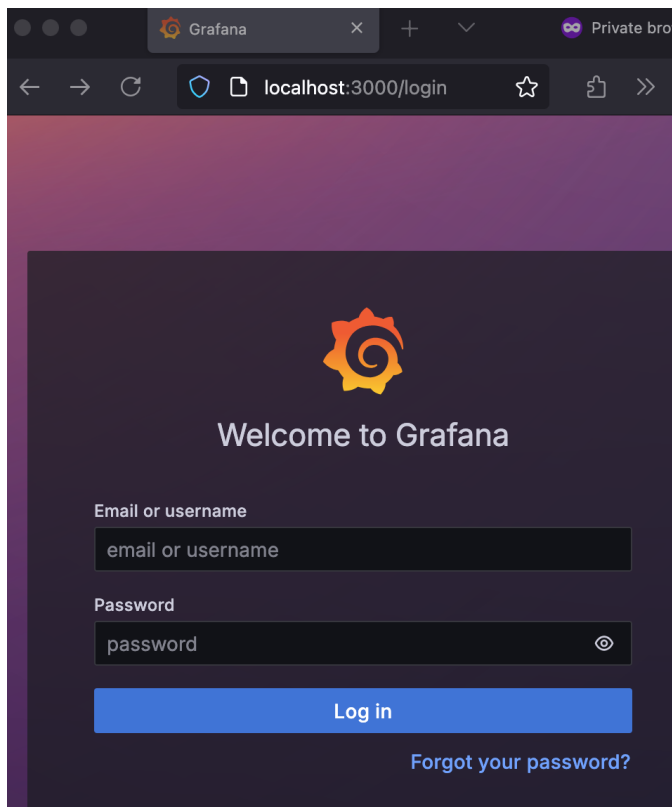 Grafana
Private bro
localhost:3000/login
Welcome to Grafana
Email or username
email or username
Password
password
Log in
Forgot your password?